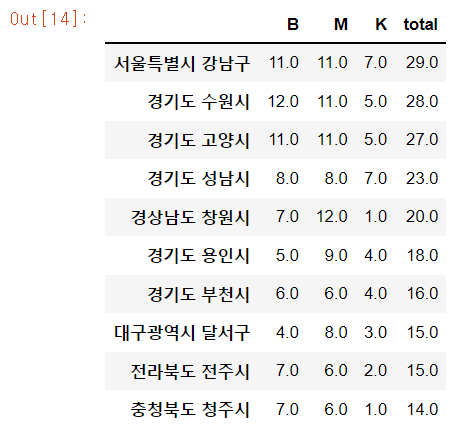 Out[14]:
B M K total
서울특별시 강남구 11.0 11.0 7.0 29.0
경기도 수원시 12.0 11.0 5.0 28.0
경기도 고양시 11.0 11.0 5.0 27.0
경기도 성남시 8.0 8.0 7.0 23.0
경상남도 창원시 7.0 12.0 1.0 20.0
경기도 용인시 5.0 9.0 4.0 18.0
경기도 부천시 6.0 6.0 4.0 16.0
대구광역시 달서구 4.0 8.0 3.0 15.0
전라북도 전주시 7.0 6.0 2.0 15.0
충청북도 청주시 7.0 6.0 1.0 14.0